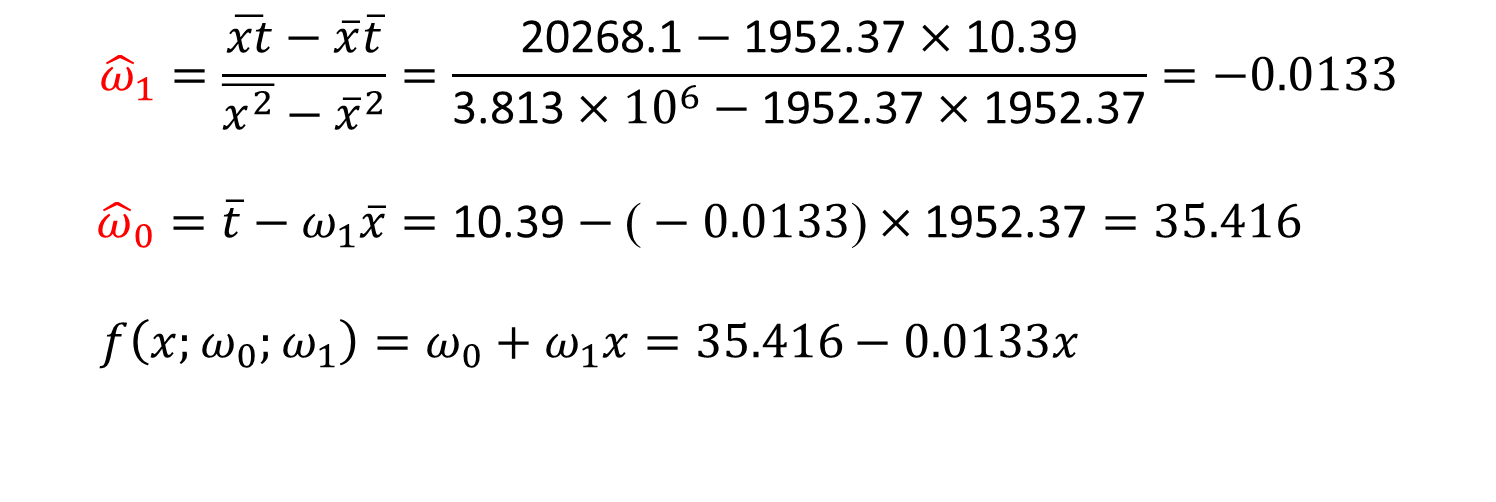 ω̂₁ = (x̅t − x̄t̄) / (x̅²̅ − x̄²) = (20268.1 − 1952.37 × 10.39) / (3.813 × 10⁶ − 1952.37 × 1952.37) = −0.0133
ω̂₀ = t̄ − ω₁x̄ = 10.39 − ( − 0.0133) × 1952.37 = 35.416
f(x; ω₀; ω₁) = ω₀ + ω₁x = 35.416 − 0.0133x